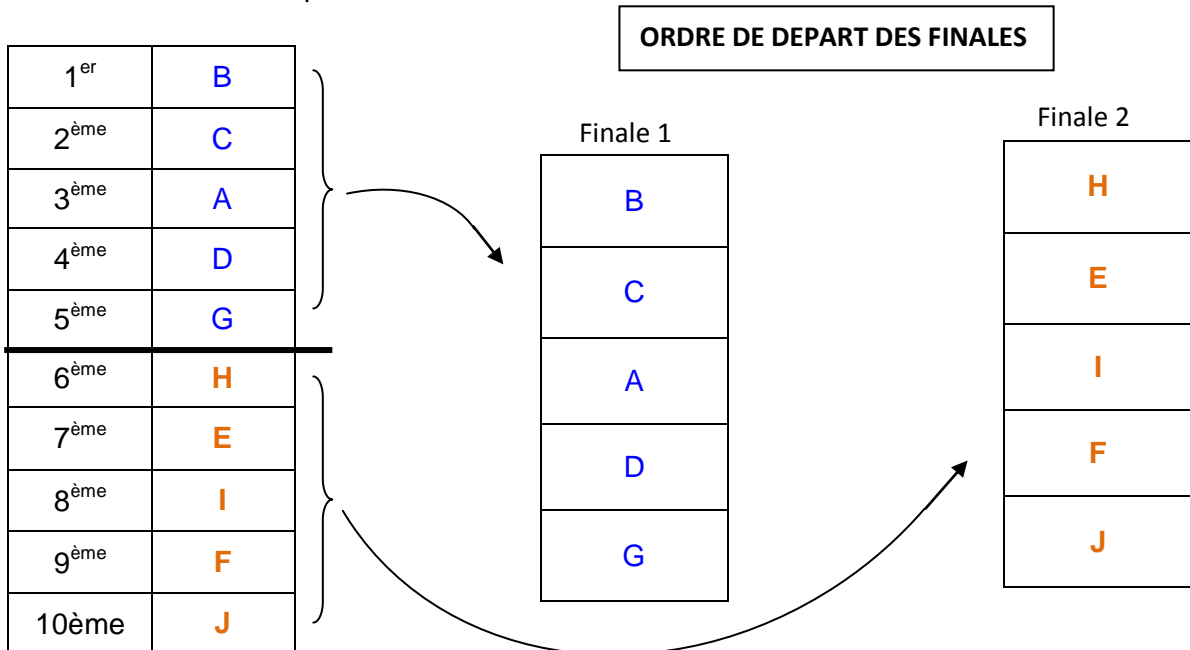 ORDRE DE DEPART DES FINALES
1er B
2ème C
3ème A
4ème D
5ème G
6ème H
7ème E
8ème I
9ème F
10ème J
Finale 1
B
C
A
D
G
Finale 2
H
E
I
F
J